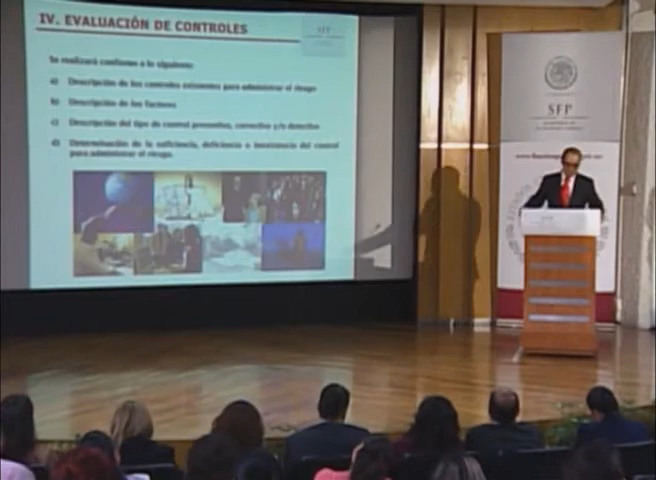 IV. EVALUACIÓN DE CONTROLES
SFP
Se realizará conforme a lo siguiente:
a) Descripción de los controles existentes para administrar el riesgo
b) Descripción de los factores
c) Descripción del tipo de control preventivo, correctivo y/o detectivo
d) Determinación de la suficiencia, deficiencia o inexistencia del control
para administrar el riesgo.
SFP